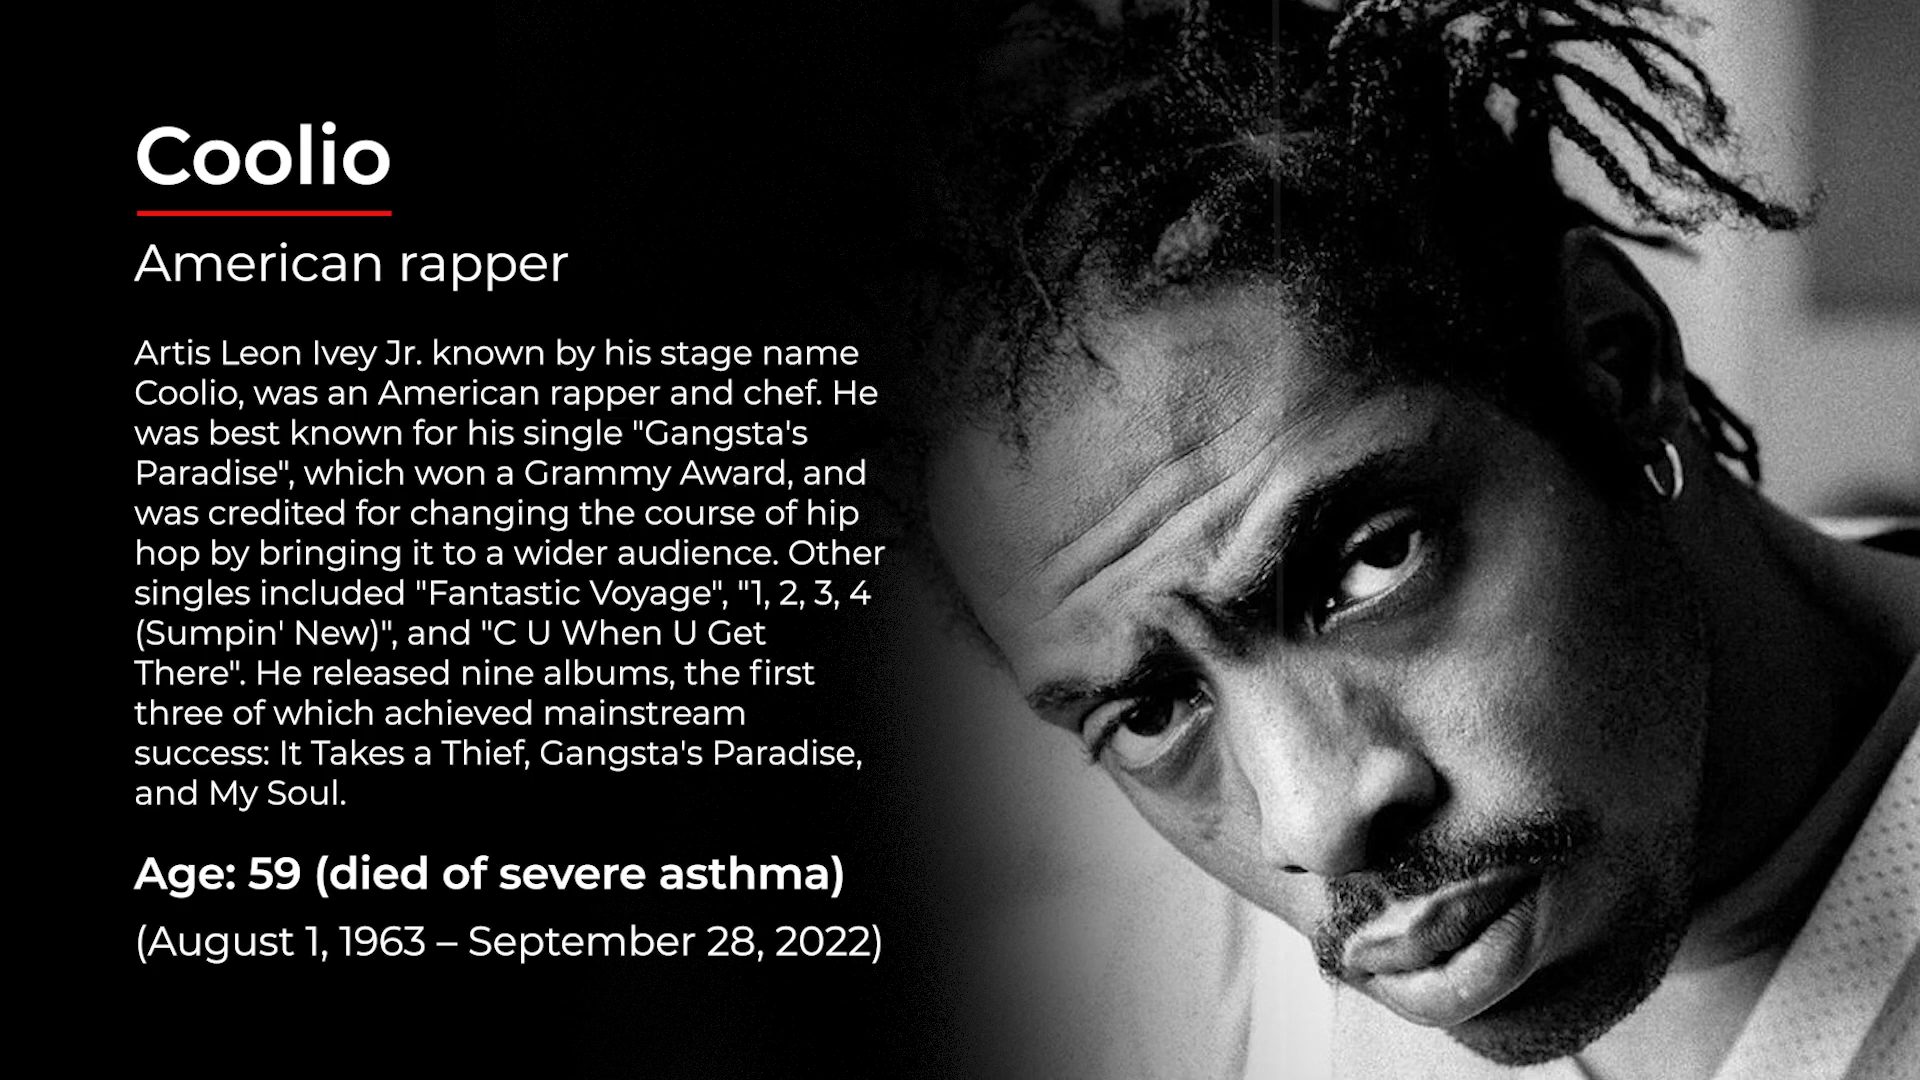 Coolio
American rapper
Artis Leon Ivey Jr. known by his stage name
Coolio, was an American rapper and chef. He
was best known for his single "Gangsta's
Paradise", which won a Grammy Award, and
was credited for changing the course of hip
hop by bringing it to a wider audience. Other
singles included "Fantastic Voyage", "1, 2, 3, 4
(Sumpin' New)", and "C U When U Get
There". He released nine albums, the first
three of which achieved mainstream
success: It Takes a Thief, Gangsta's Paradise,
and My Soul.
Age: 59 (died of severe asthma)
(August 1, 1963 – September 28, 2022)